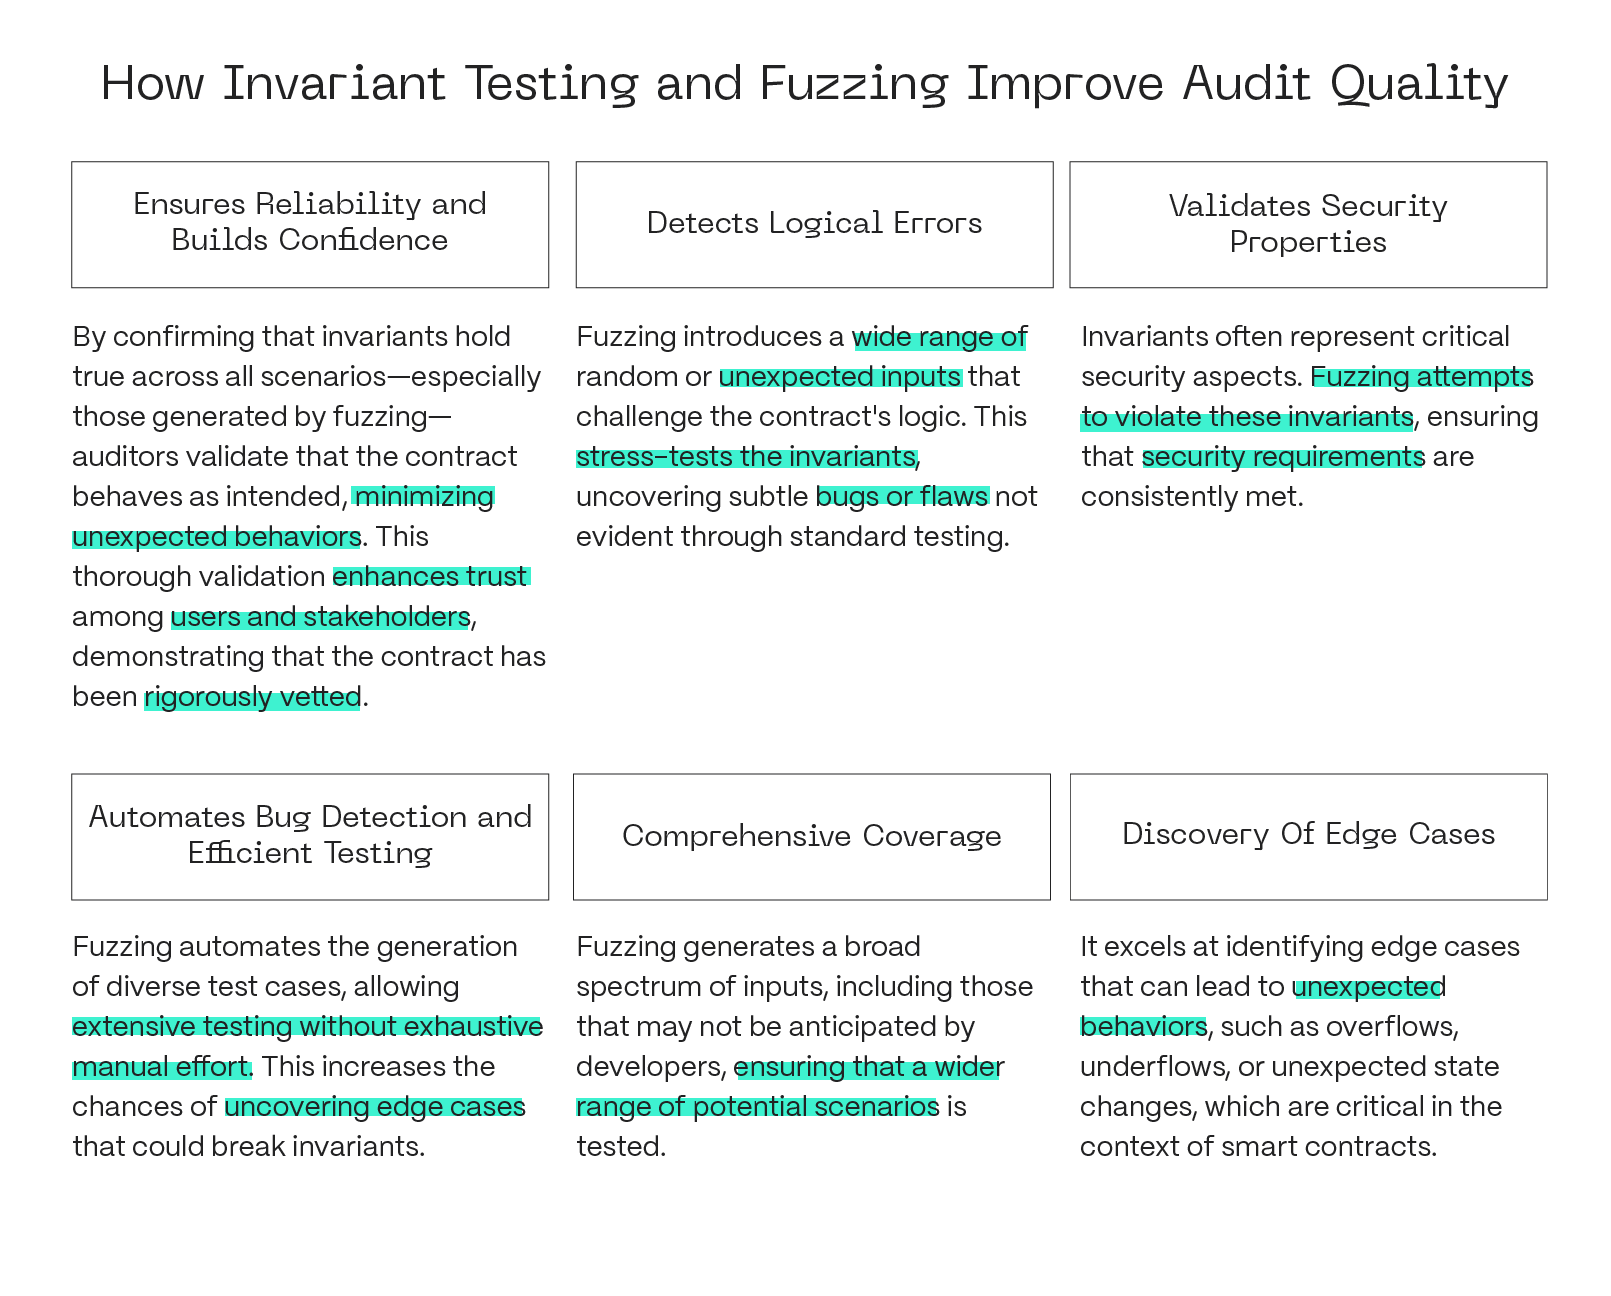 How Invariant Testing and Fuzzing Improve Audit Quality
Ensures Reliability and
Builds Confidence
By confirming that invariants hold
true across all scenarios—especially
those generated by fuzzing—
auditors validate that the contract
behaves as intended, minimizing
unexpected behaviors. This
thorough validation enhances trust
among users and stakeholders,
demonstrating that the contract has
been rigorously vetted.
Detects Logical Errors
Fuzzing introduces a wide range of
random or unexpected inputs that
challenge the contract's logic. This
stress-tests the invariants,
uncovering subtle bugs or flaws not
evident through standard testing.
Validates Security
Properties
Invariants often represent critical
security aspects. Fuzzing attempts
to violate these invariants, ensuring
that security requirements are
consistently met.
Automates Bug Detection and
Efficient Testing
Fuzzing automates the generation
of diverse test cases, allowing
extensive testing without exhaustive
manual effort. This increases the
chances of uncovering edge cases
that could break invariants.
Comprehensive Coverage
Fuzzing generates a broad
spectrum of inputs, including those
that may not be anticipated by
developers, ensuring that a wider
range of potential scenarios is
tested.
Discovery Of Edge Cases
It excels at identifying edge cases
that can lead to unexpected
behaviors, such as overflows,
underflows, or unexpected state
changes, which are critical in the
context of smart contracts.